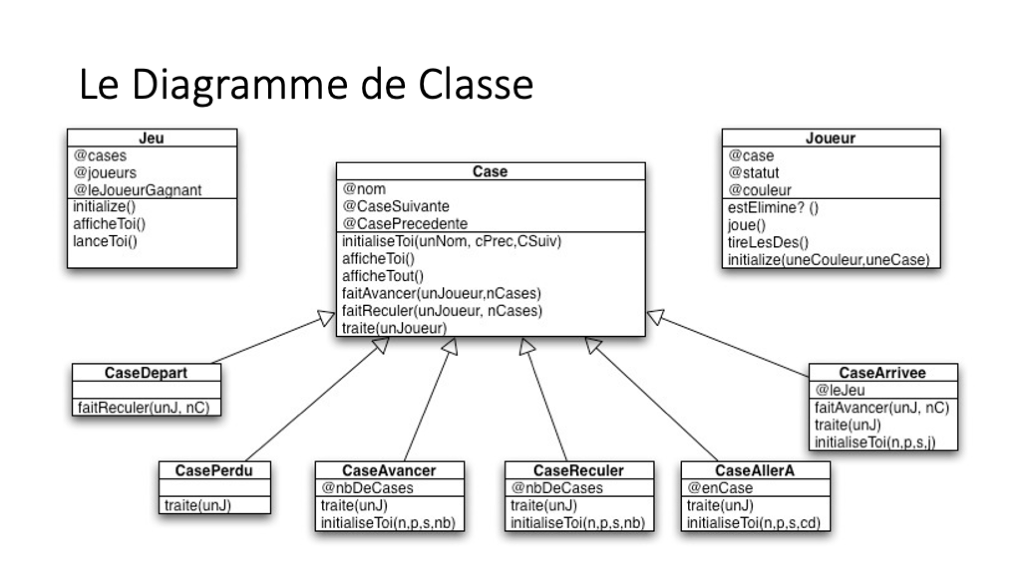 Le Diagramme de Classe
Jeu
@cases
@joueurs
@leJoueurGagnant
initialize()
afficheToi()
lanceToi()
Case
@nom
@CaseSuivante
@CasePrecedente
initialiseToi(unNom, cPrec,CSuiv)
afficheToi()
afficheTout()
faitAvancer(unJoueur,nCases)
faitReculer(unJoueur, nCases)
traite(unJoueur)
Joueur
@case
@statut
@couleur
estElimine? ()
joue()
tireLesDes()
initialize(uneCouleur,uneCase)
CaseDepart
faitReculer(unJ, nC)
CaseArrivee
@leJeu
faitAvancer(unJ, nC)
traite(unJ)
initialiseToi(n,p,s,j)
CasePerdu
traite(unJ)
CaseAvancer
@nbDeCases
traite(unJ)
initialiseToi(n,p,s,nb)
CaseReculer
@nbDeCases
traite(unJ)
initialiseToi(n,p,s,nb)
CaseAllerA
@enCase
traite(unJ)
initialiseToi(n,p,s,cd)